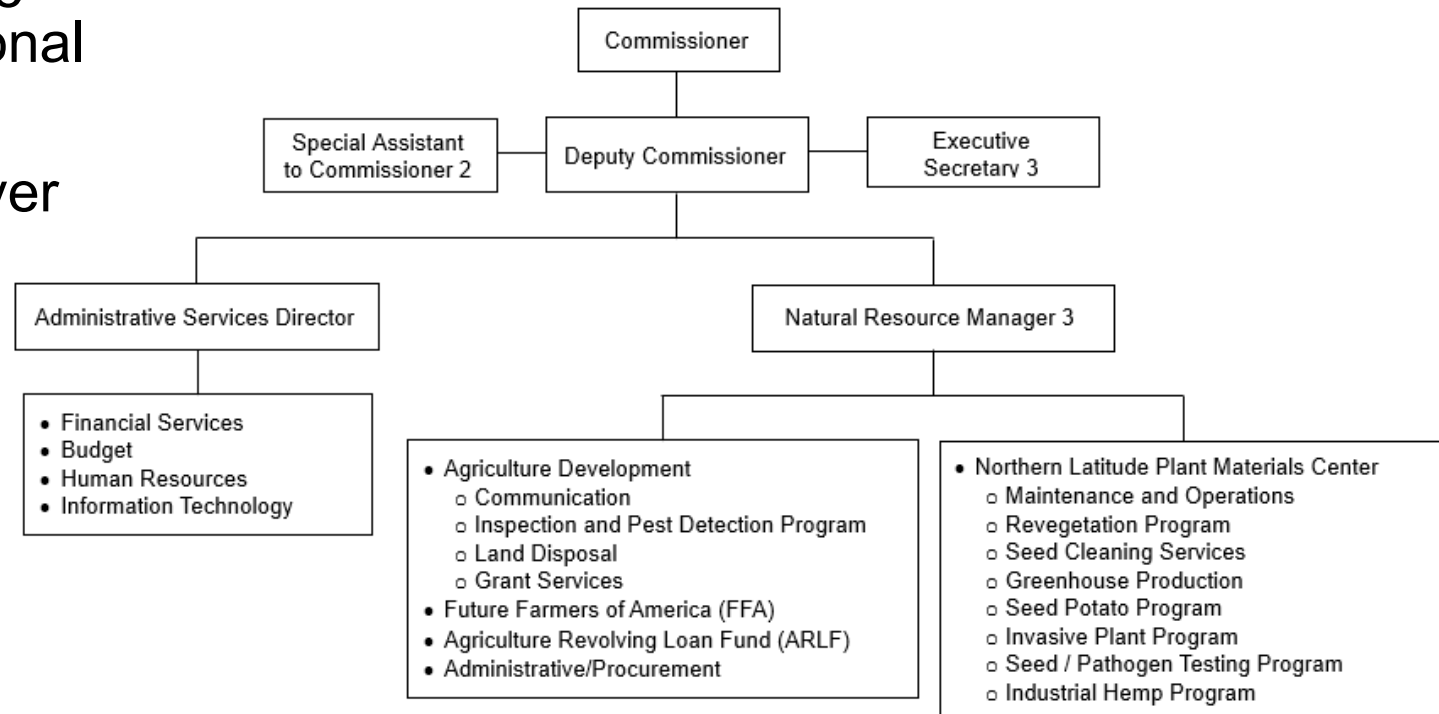 onal
yer
Commissioner
Special Assistant
to Commissioner 2
Deputy Commissioner
Executive
Secretary 3
Administrative Services Director
Natural Resource Manager 3
• Financial Services
• Budget
• Human Resources
• Information Technology
• Agriculture Development
o Communication
o Inspection and Pest Detection Program
o Land Disposal
o Grant Services
• Future Farmers of America (FFA)
• Agriculture Revolving Loan Fund (ARLF)
• Administrative/Procurement
• Northern Latitude Plant Materials Center
o Maintenance and Operations
o Revegetation Program
o Seed Cleaning Services
o Greenhouse Production
o Seed Potato Program
o Invasive Plant Program
o Seed / Pathogen Testing Program
o Industrial Hemp Program